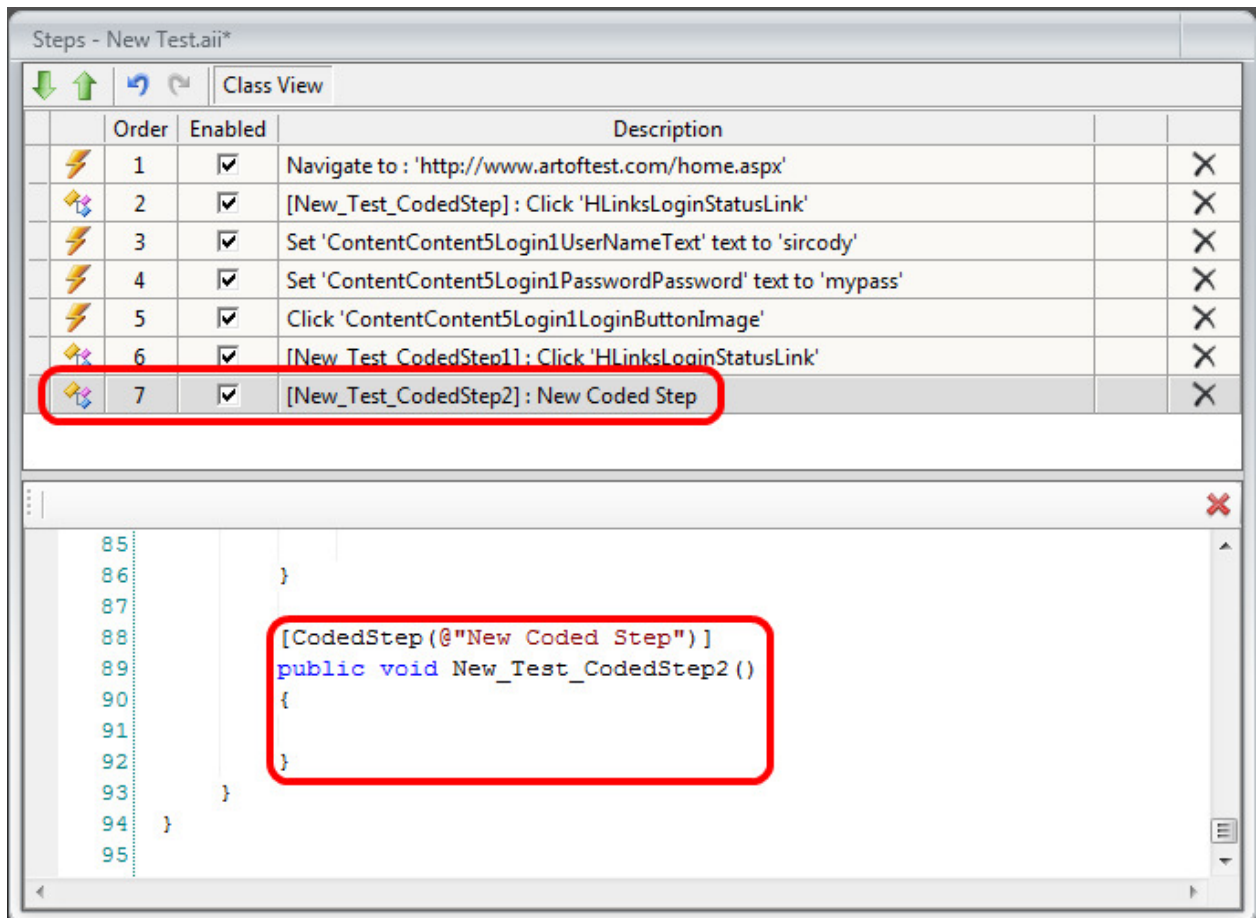 Steps - New Test.aii*
Class View
Order Enabled Description
1 Navigate to : 'http://www.artoftest.com/home.aspx'
2 [New_Test_CodedStep] : Click 'HLinksLoginStatusLink'
3 Set 'ContentContent5Login1UserNameText' text to 'sircody'
4 Set 'ContentContent5Login1PasswordPassword' text to 'mypass'
5 Click 'ContentContent5Login1LoginButtonImage'
6 [New_Test_CodedStep1] : Click 'HLinksLoginStatusLink'
7 [New_Test_CodedStep2] : New Coded Step
85
86 }
87
88 [CodedStep(@"New Coded Step")]
89 public void New_Test_CodedStep2()
90 {
91
92 }
93 }
94 }
95